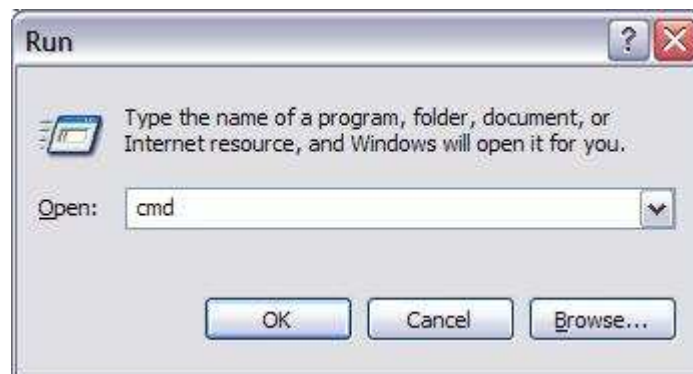 Run
?
Type the name of a program, folder, document, or
Internet resource, and Windows will open it for you.
Open:
cmd
OK
Cancel
Browse...